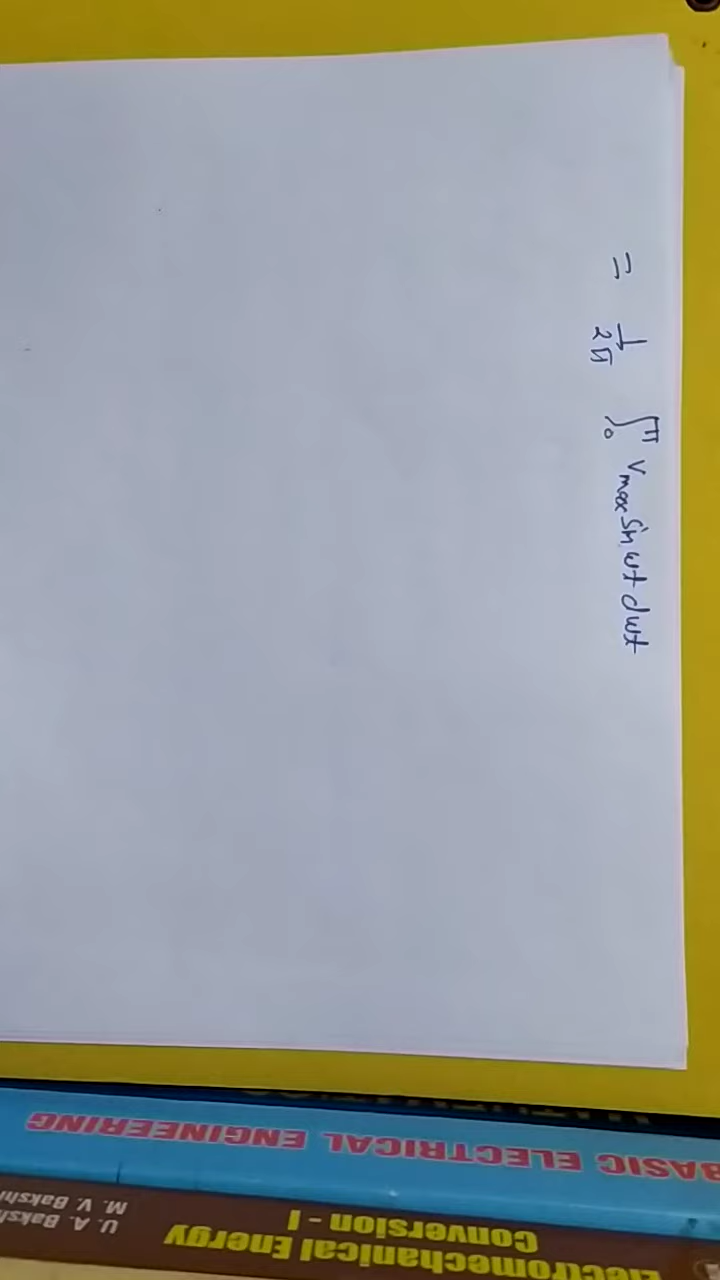 = 1/2π ∫₀^π Vmax Sin ωt dωt
BASIC ELECTRICAL ENGINEERING
Electromechanical Energy
Conversion - I
U. A. Bakshi
M. V. Bakshi